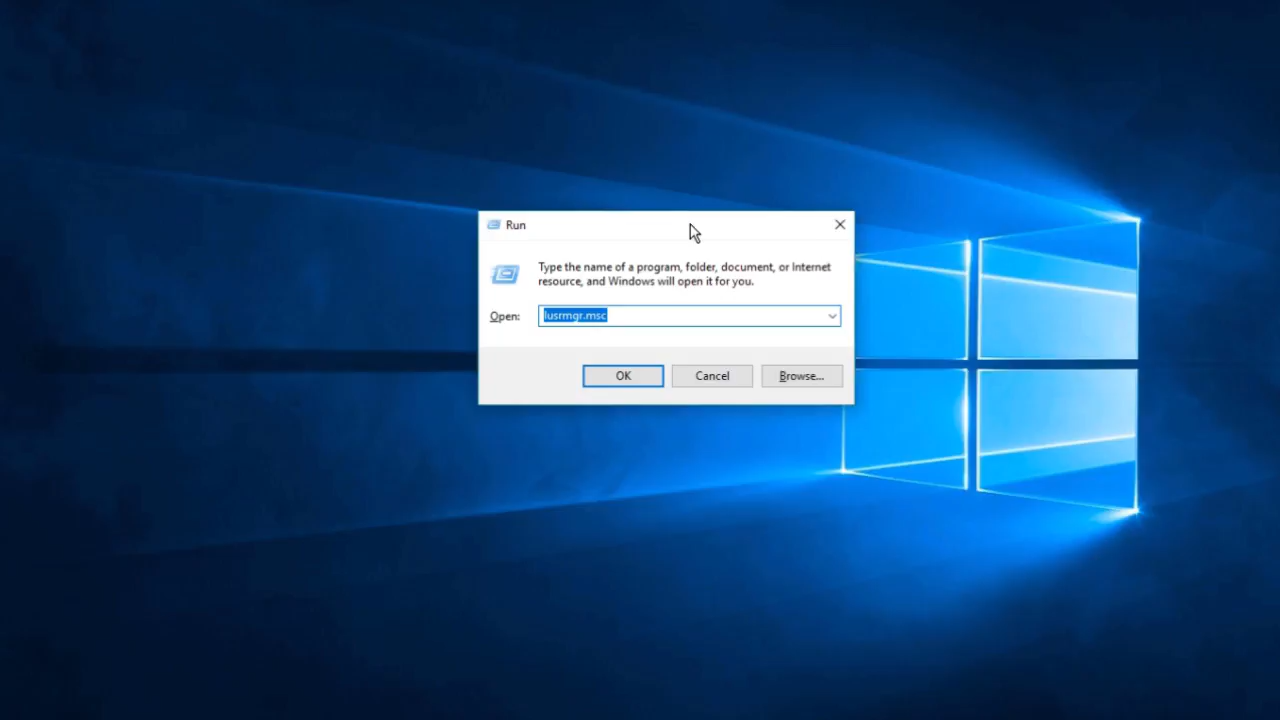 Run
Type the name of a program, folder, document, or Internet
resource, and Windows will open it for you.
Open:
lusrmgr.msc
OK
Cancel
Browse...